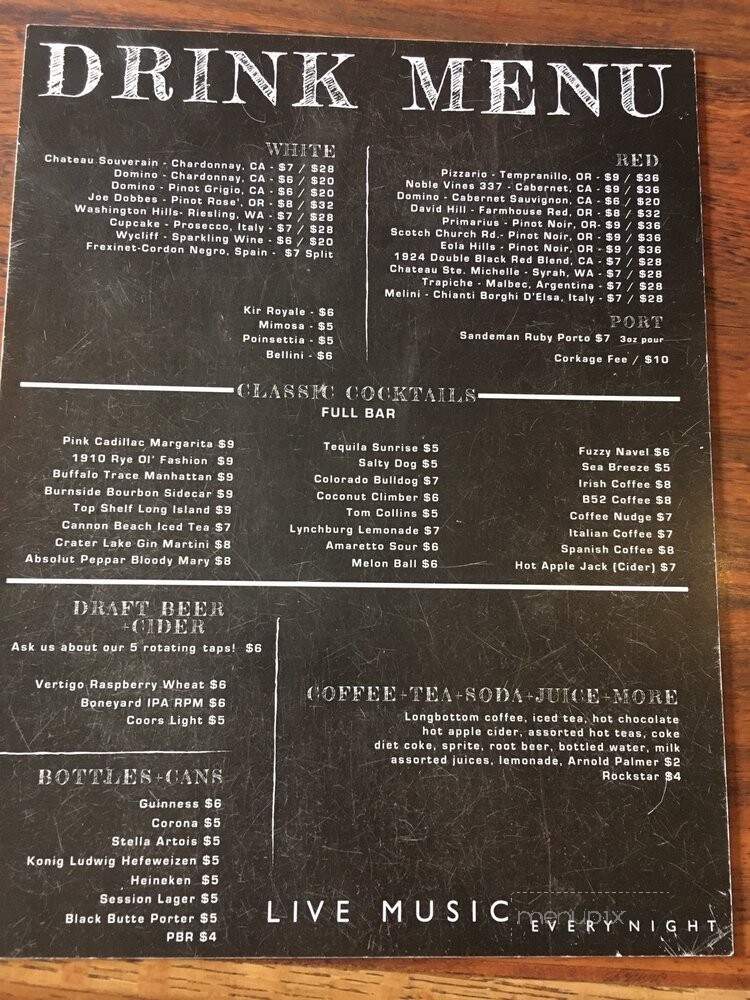 DRINK MENU
WHITE
Chateau Souverain - Chardonnay, CA - $7 / $28
Domino - Chardonnay, CA - $6 / $20
Domino - Pinot Grigio, CA - $6 / $20
Joe Dobbes - Pinot Rose', OR - $8 / $32
Washington Hills- Riesling, WA - $7 / $28
Cupcake - Prosecco, Italy - $7 / $28
Wycliff - Sparkling Wine - $6 / $20
Frexinet-Cordon Negro, Spain - $7 Split
Kir Royale - $6
Mimosa - $5
Poinsettia - $5
Bellini - $6
RED
Pizzario - Tempranillo, OR - $9 / $36
Noble Vines 337 - Cabernet, CA - $9 / $36
Domino - Cabernet Sauvignon, CA - $6 / $20
David Hill - Farmhouse Red, OR - $8 / $32
Primarius - Pinot Noir, OR- $9 / $36
Scotch Church Rd.- Pinot Noir, OR - $9 / $36
Eola Hills - Pinot Noir, OR - $9 / $36
1924 Double Black Red Blend, CA - $7 / $28
Chateau Ste. Michelle - Syrah, WA - $7 / $28
Trapiche - Malbec, Argentina - $7 / $28
Melini - Chianti Borghi D'Elsa, Italy - $7 / $28
PORT
Sandeman Ruby Porto $7 3oz pour
Corkage Fee / $10
CLASSIC COCKTAILS
FULL BAR
Pink Cadillac Margarita $9
1910 Rye Ol' Fashion $9
Buffalo Trace Manhattan $9
Burnside Bourbon Sidecar $9
Top Shelf Long Island $9
Cannon Beach Iced Tea $7
Crater Lake Gin Martini $8
Absolut Peppar Bloody Mary $8
Tequila Sunrise $5
Salty Dog $5
Colorado Bulldog $7
Coconut Climber $6
Tom Collins $5
Lynchburg Lemonade $7
Amaretto Sour $6
Melon Ball $6
Fuzzy Navel $6
Sea Breeze $5
Irish Coffee $8
B52 Coffee $8
Coffee Nudge $7
Italian Coffee $7
Spanish Coffee $8
Hot Apple Jack (Cider) $7
DRAFT BEER
+CIDER
Ask us about our 5 rotating taps! $6
Vertigo Raspberry Wheat $6
Boneyard IPA RPM $6
Coors Light $5
BOTTLES+CANS
Guinness $6
Corona $5
Stella Artois $5
Konig Ludwig Hefeweizen $5
Heineken $5
Session Lager $5
Black Butte Porter $5
PBR $4
COFFEE+TEA+SODA+JUICE+MORE
Longbottom coffee, iced tea, hot chocolate
hot apple cider, assorted hot teas, coke
diet coke, sprite, root beer, bottled water, milk
assorted juices, lemonade, Arnold Palmer $2
Rockstar $4
LIVE MUSIC EVERY NIGHT
menupix